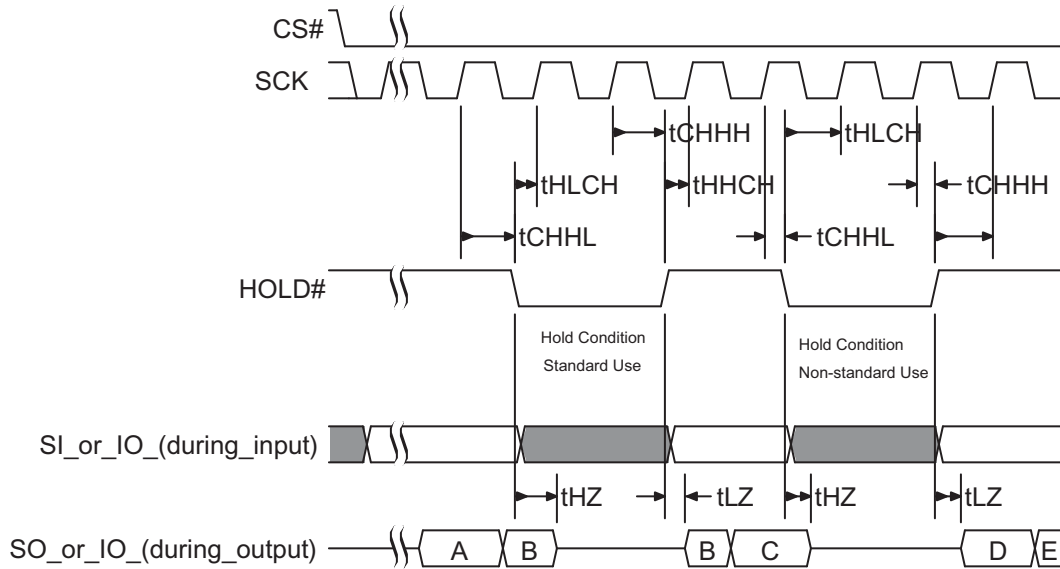 CS#
SCK
tCHHH
tHLCH
tHLCH
tHHCH
tCHHH
tCHHL
tCHHL
HOLD#
Hold Condition
Standard Use
Hold Condition
Non-standard Use
SI_or_IO_(during_input)
tHZ
tLZ
tHZ
tLZ
SO_or_IO_(during_output)
A
B
B
C
D
E